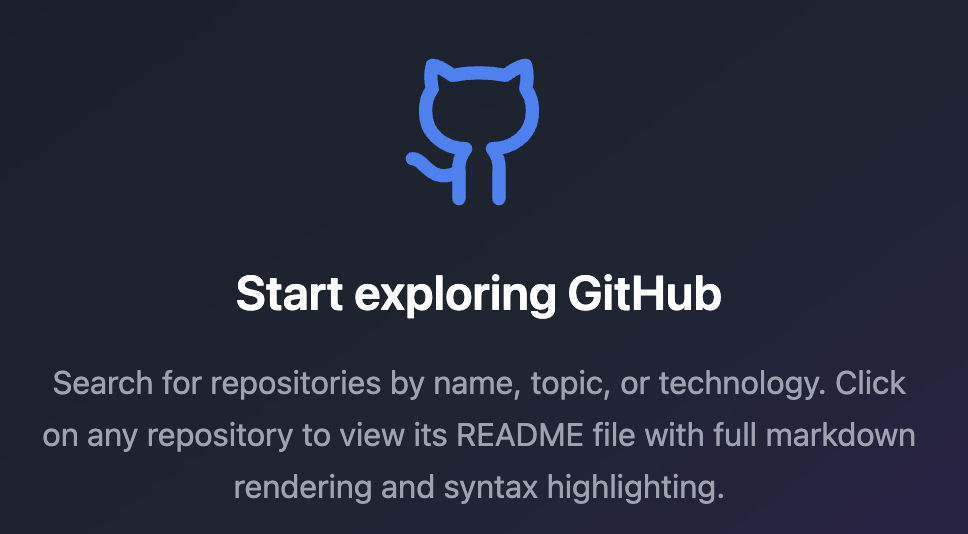 Start exploring GitHub
Search for repositories by name, topic, or technology. Click
on any repository to view its README file with full markdown
rendering and syntax highlighting.